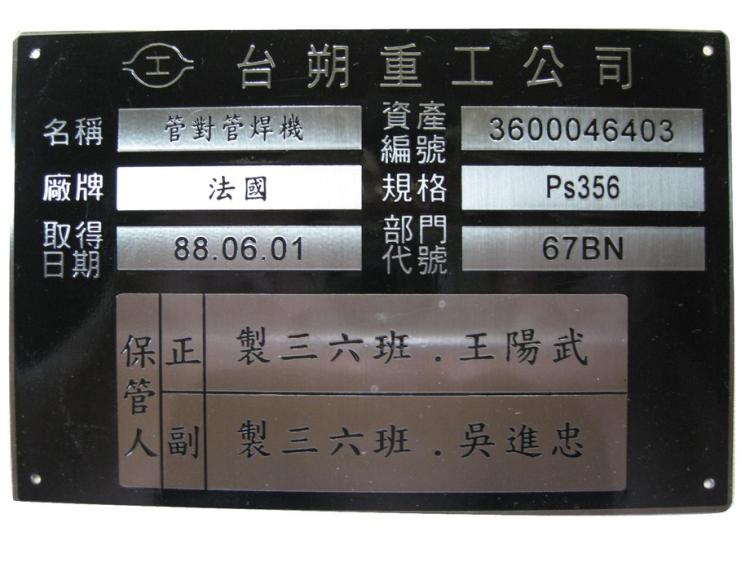 工 台朔重工公司
名稱 管對管焊機 資產編號 3600046403
廠牌 法國 規格 Ps356
取得日期 88.06.01 部門代號 67BN
保管人 正 製三六班.王陽武
副 製三六班.吳進忠